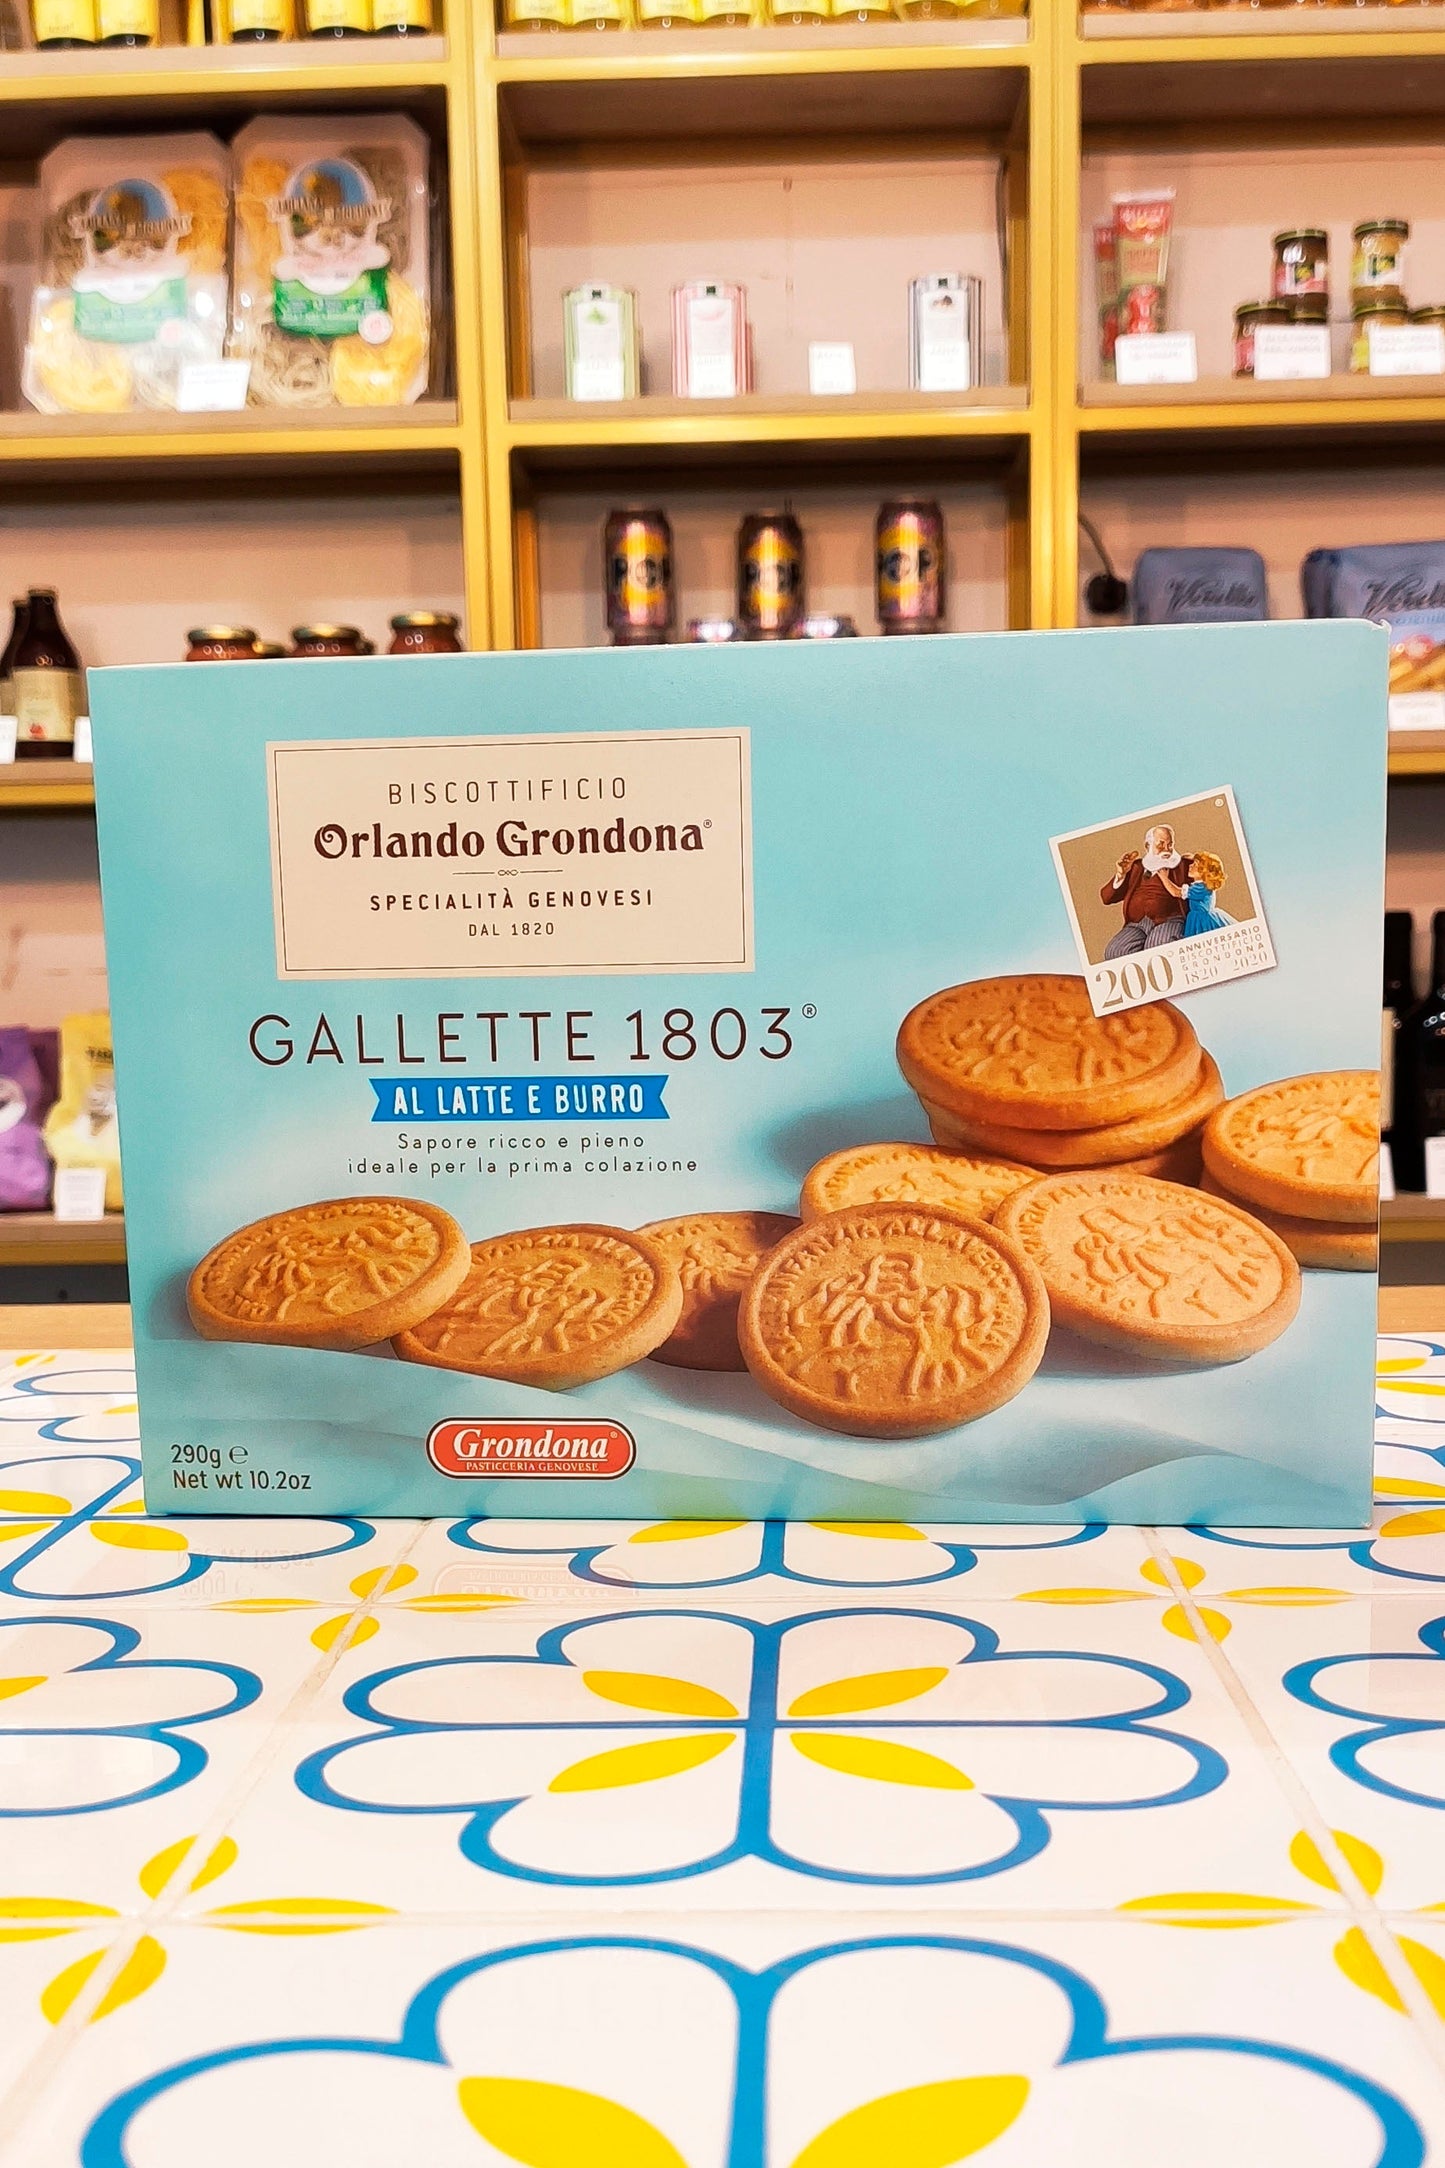 BISCOTTIFICIO
Orlando Grondona®
SPECIALITÀ GENOVESI
DAL 1820
GALLETTE 1803®
AL LATTE E BURRO
Sapore ricco e pieno
ideale per la prima colazione
200° ANNIVERSARIO
BISCOTTIFICIO
GRONDONA
1820 2020
290g ℮
Net wt 10.2oz
Grondona®
PASTICCERIA GENOVESE